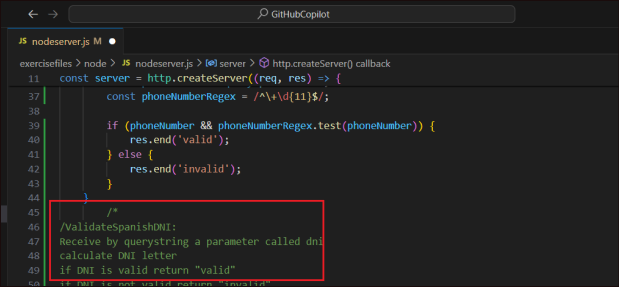 GitHubCopilot
JS nodeserver.js M
exercisefiles > node > JS nodeserver.js > server > http.createServer() callback
11 const server = http.createServer((req, res) => {
37 const phoneNumberRegex = /^\+\d{11}$/;
38
39 if (phoneNumber && phoneNumberRegex.test(phoneNumber)) {
40 res.end('valid');
41 } else {
42 res.end('invalid');
43 }
44 }
45 /*
46 /ValidateSpanishDNI:
47 Receive by querystring a parameter called dni
48 calculate DNI letter
49 if DNI is valid return "valid"
50 if DNI is not valid return "invalid"